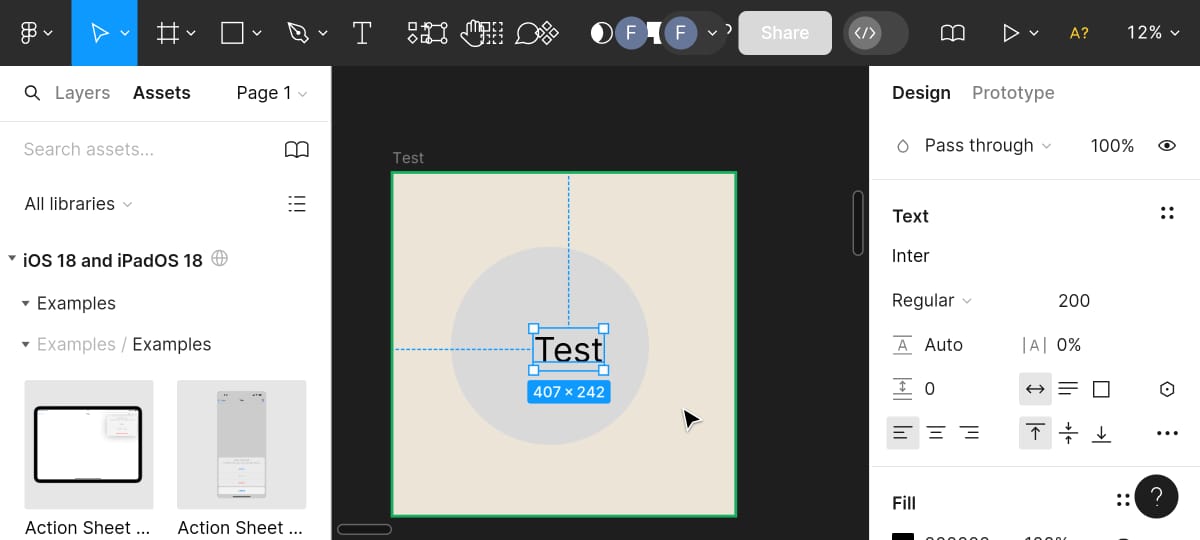 F
F
Share
A?
12%
Layers
Assets
Page 1
Search assets...
All libraries
iOS 18 and iPadOS 18
Examples
Examples / Examples
Action Sheet ...
Action Sheet ...
Test
Test
407 × 242
Design
Prototype
Pass through
100%
Text
Inter
Regular
200
Auto
0%
0
Fill
?